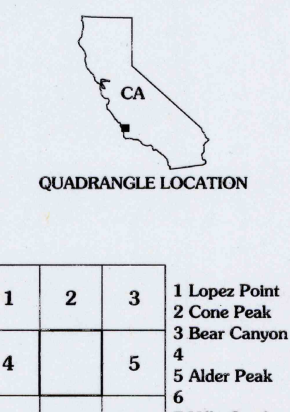 CA
QUADRANGLE LOCATION
1 2 3
4 5
1 Lopez Point
2 Cone Peak
3 Bear Canyon
4
5 Alder Peak
6